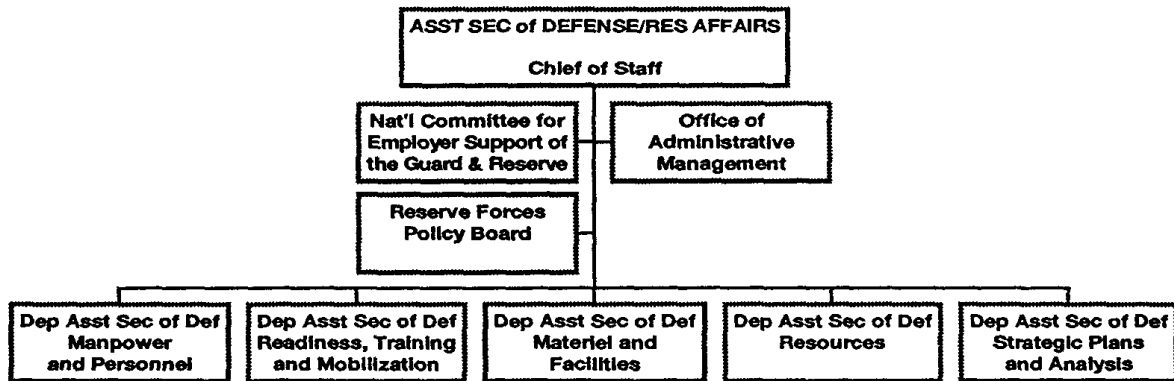 ASST SEC of DEFENSE/RES AFFAIRS
Chief of Staff
Nat'l Committee for
Employer Support of
the Guard & Reserve
Office of
Administrative
Management
Reserve Forces
Policy Board
Dep Asst Sec of Def
Manpower
and Personnel
Dep Asst Sec of Def
Readiness, Training
and Mobilization
Dep Asst Sec of Def
Materiel and
Facilities
Dep Asst Sec of Def
Resources
Dep Asst Sec of Def
Strategic Plans
and Analysis